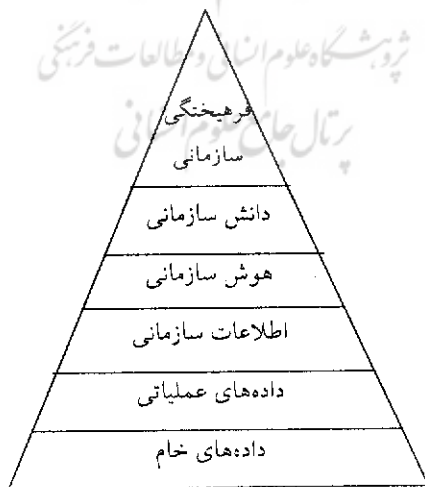 پژوهشگاه علوم انسانی و مطالعات فرهنگی
پرتال جامع علوم انسانی
فرهیختگی
سازمانی
دانش سازمانی
هوش سازمانی
اطلاعات سازمانی
داده‌های عملیاتی
داده‌های خام